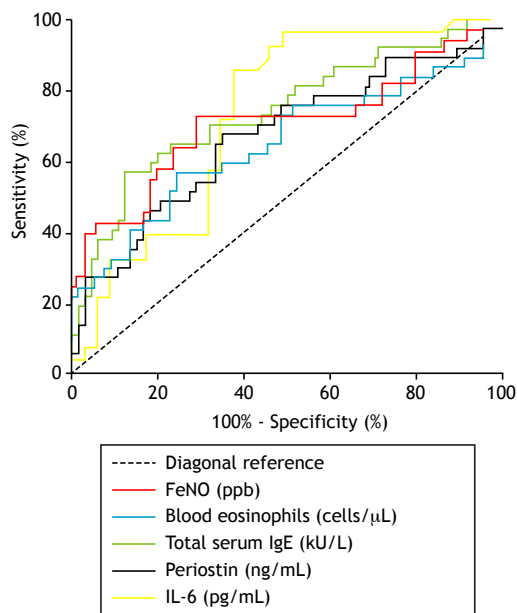 100
80
60
40
20
0
Sensitivity (%)
0 20 40 60 80 100
100% - Specificity (%)
Diagonal reference
FeNO (ppb)
Blood eosinophils (cells/μL)
Total serum IgE (kU/L)
Periostin (ng/mL)
IL-6 (pg/mL)